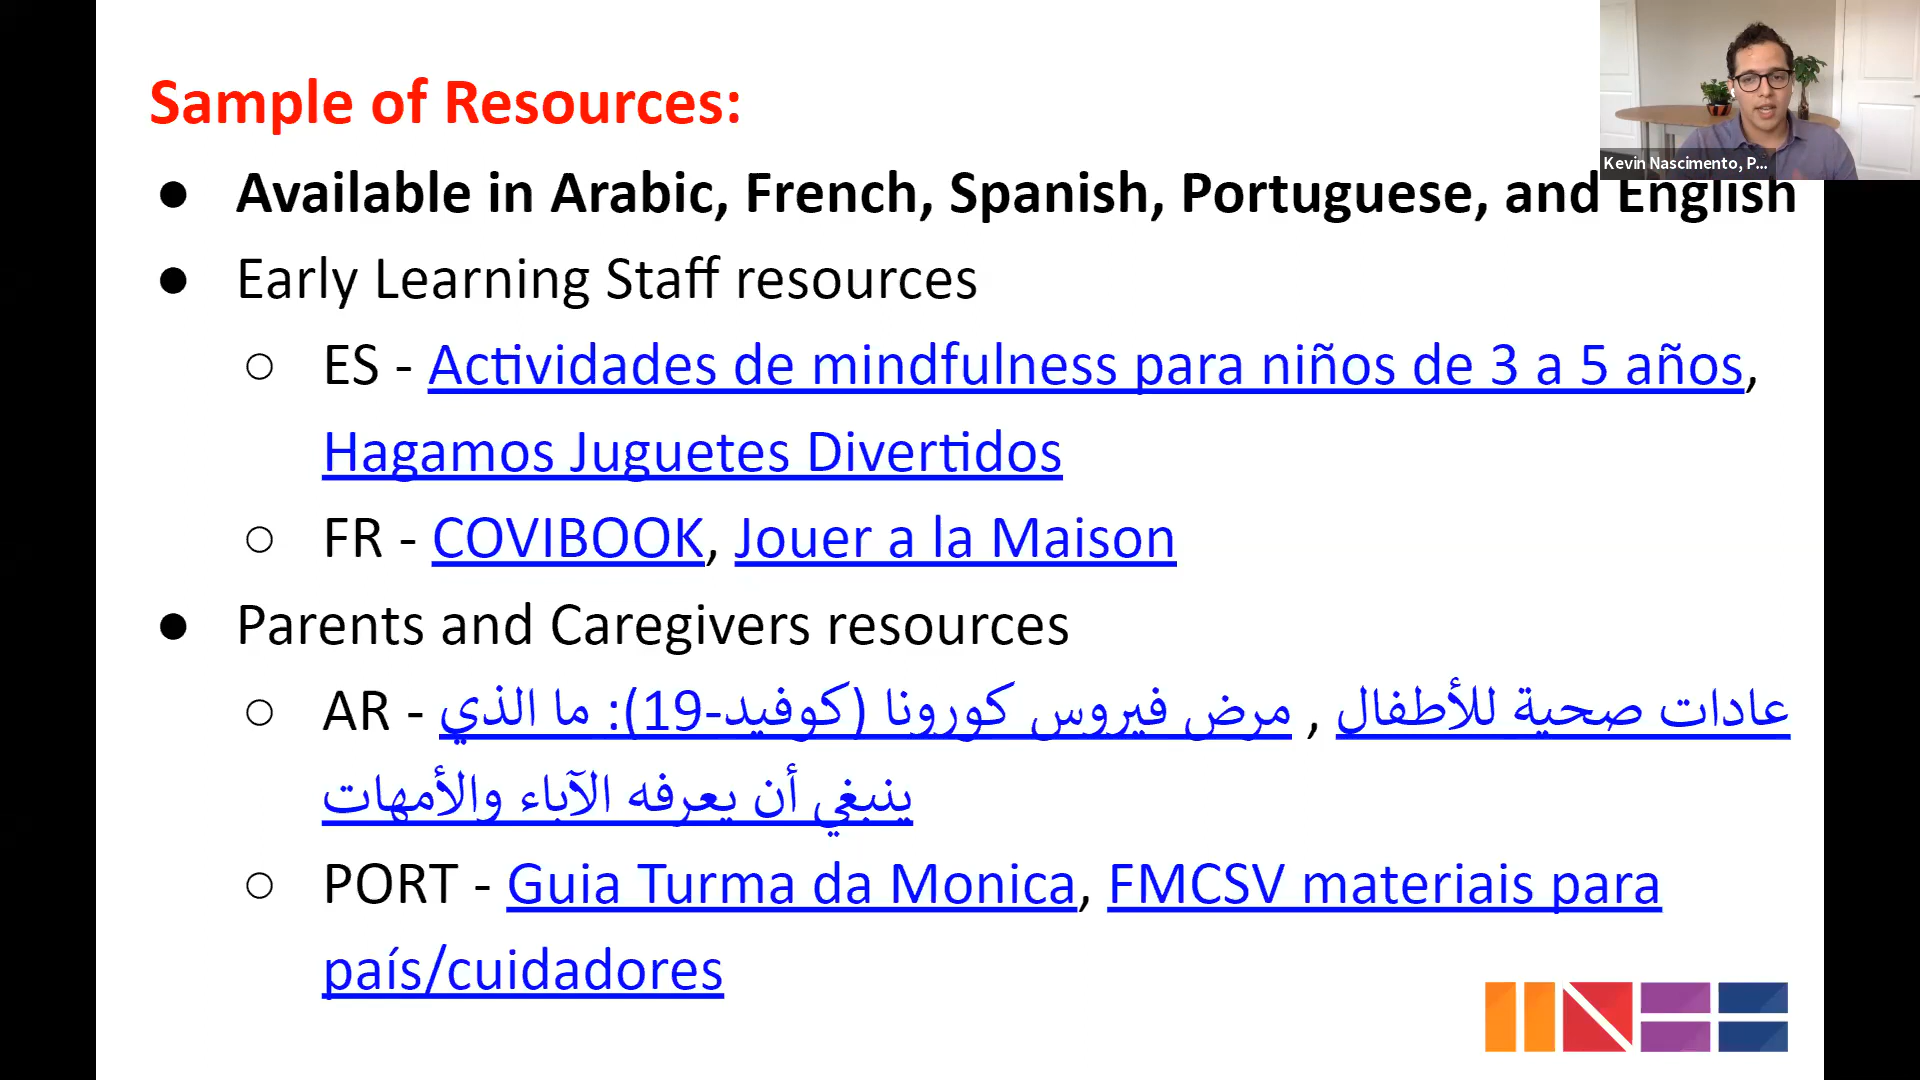 Sample of Resources:
Kevin Nascimento, P...
● Available in Arabic, French, Spanish, Portuguese, and English
● Early Learning Staff resources
○ ES - Actividades de mindfulness para niños de 3 a 5 años,
Hagamos Juguetes Divertidos
○ FR - COVIBOOK, Jouer a la Maison
● Parents and Caregivers resources
○ AR - عادات صحية للأطفال , مرض فيروس كورونا (كوفيد-19): ما الذي
ينبغي أن يعرفه الآباء والأمهات
○ PORT - Guia Turma da Monica, FMCSV materiais para
país/cuidadores
INEE